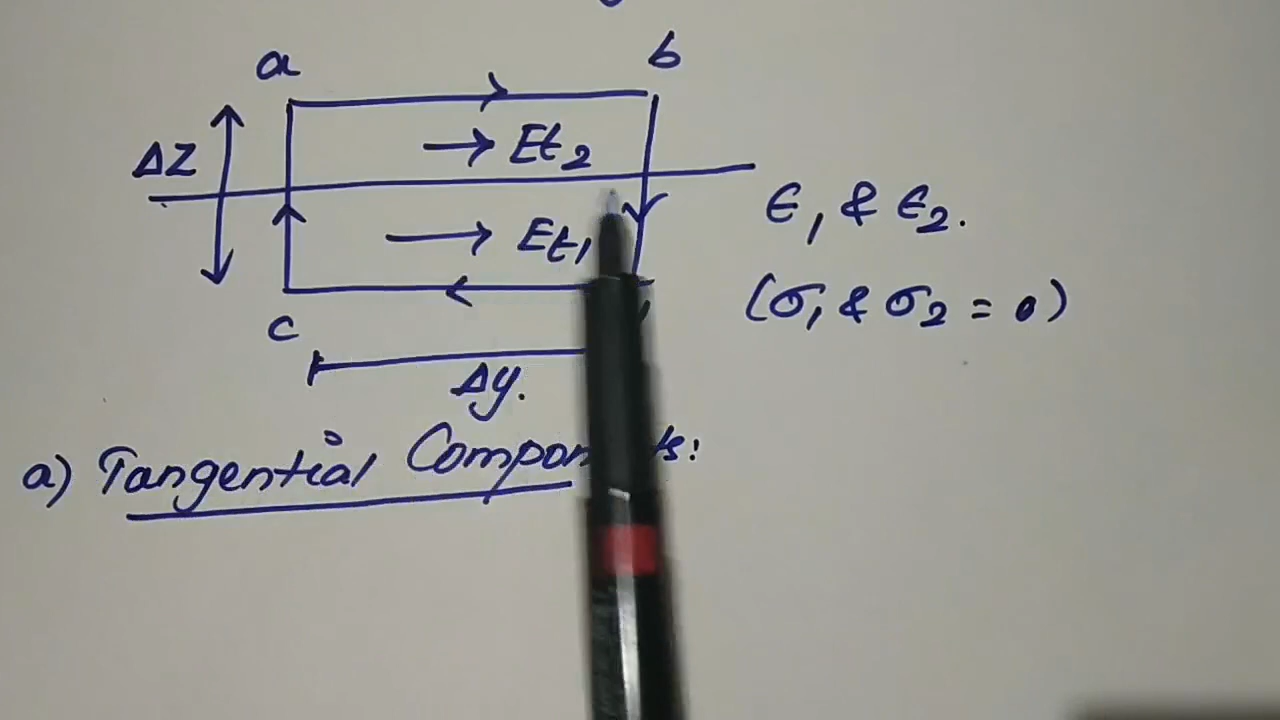 a
b
ΔZ
Et2
ϵ1 & ϵ2.
Et1
(σ1 & σ2 = 0)
c
Δy.
a) Tangential